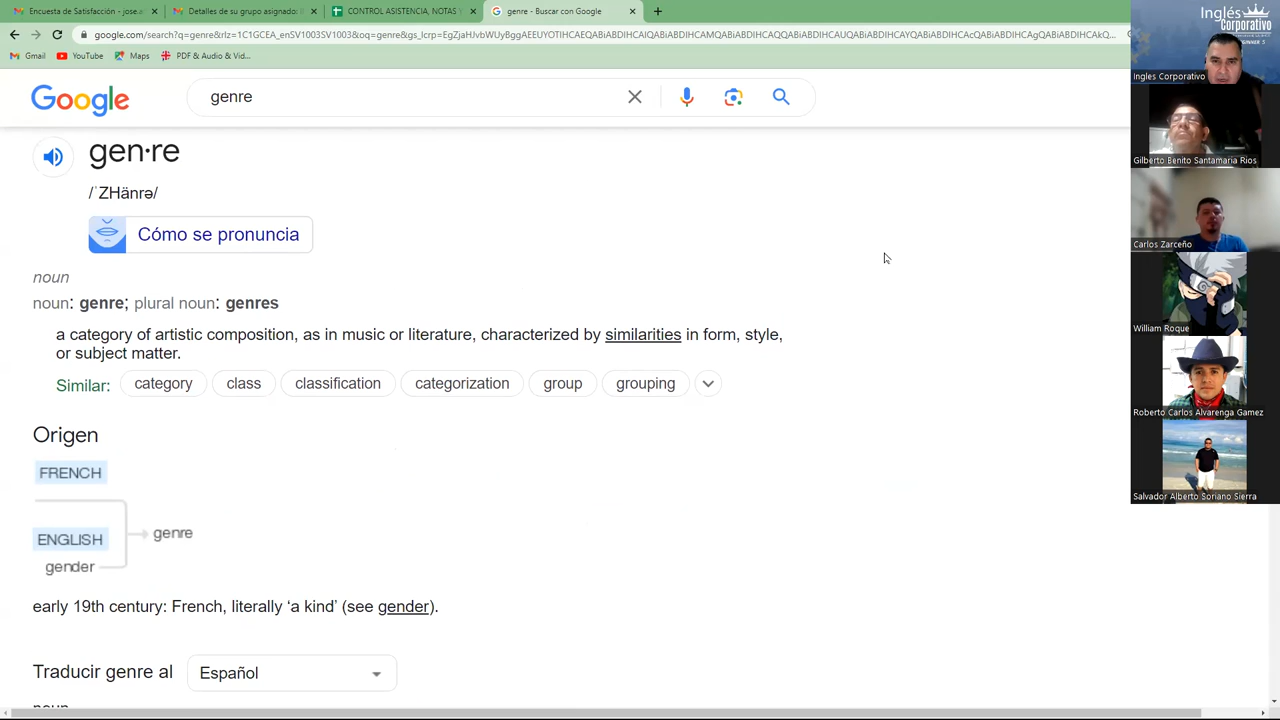 Encuesta de Satisfacción - jose.a
Detalles de su grupo asignado: I
CONTROL ASISTENCIA, NOTAS Y
genre - Buscar con Google
Gmail
YouTube
Maps
PDF & Audio & Vid...
Google
genre
gen·re
/ˈZHänrə/
Cómo se pronuncia
noun
noun: genre; plural noun: genres
a category of artistic composition, as in music or literature, characterized by similarities in form, style,
or subject matter.
Similar:
category
class
classification
categorization
group
grouping
Origen
FRENCH
ENGLISH
gender
genre
early 19th century: French, literally ‘a kind’ (see gender).
Traducir genre al
Español
Inglés
Corporativo
Ingles Corporativo
Gilberto Benito Santamaria Rios
Carlos Zarceño
William Roque
Roberto Carlos Alvarenga Gamez
Salvador Alberto Soriano Sierra